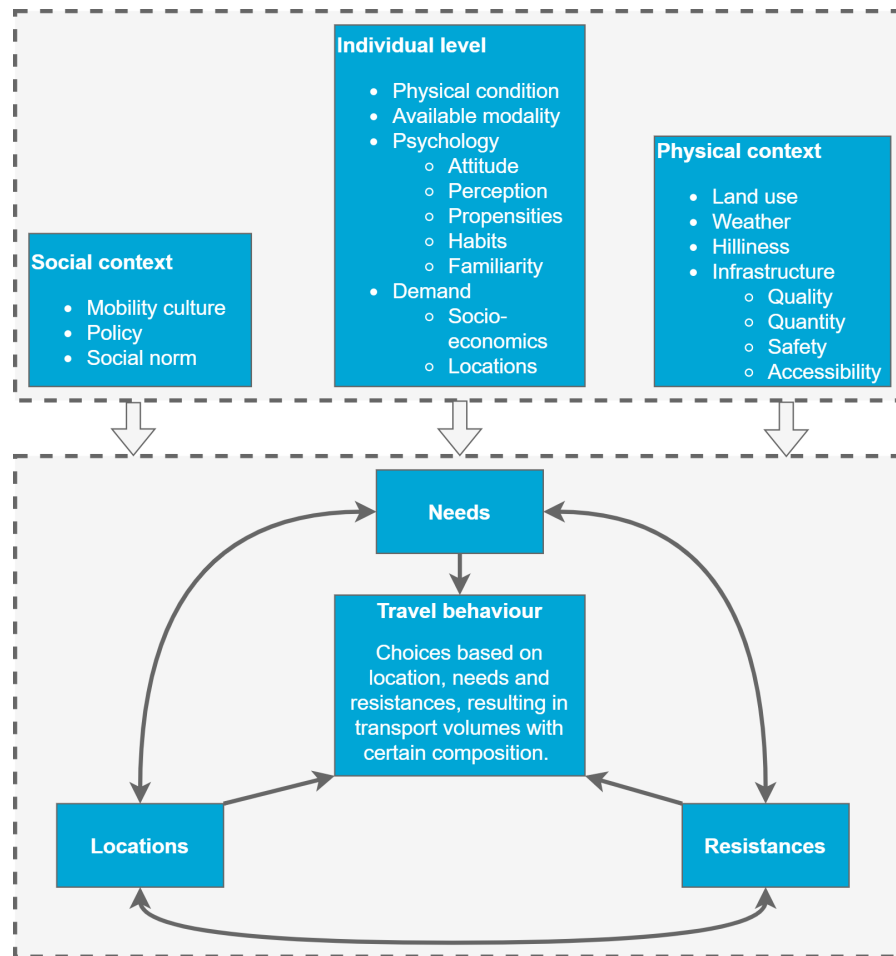 Individual level
Physical condition
Available modality
Psychology
Attitude
Perception
Propensities
Habits
Familiarity
Demand
Socio-
economics
Locations
Physical context
Land use
Weather
Hilliness
Infrastructure
Quality
Quantity
Safety
Accessibility
Social context
Mobility culture
Policy
Social norm
Needs
Travel behaviour
Choices based on
location, needs and
resistances, resulting in
transport volumes with
certain composition.
Locations
Resistances